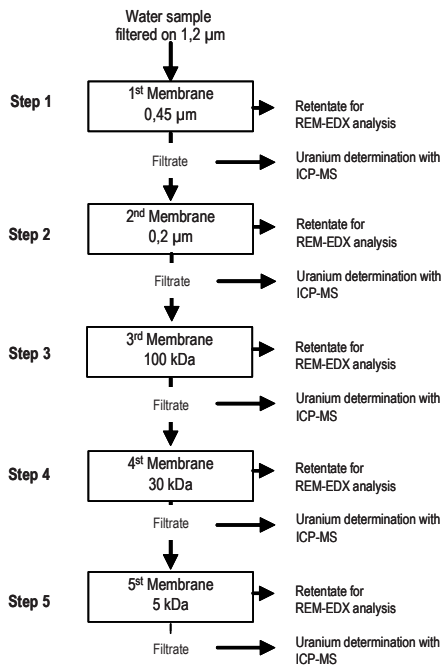 Water sample
filtered on 1,2 µm
Step 1
1st Membrane
0,45 µm
Retentate for
REM-EDX analysis
Filtrate
Uranium determination with
ICP-MS
Step 2
2nd Membrane
0,2 µm
Retentate for
REM-EDX analysis
Filtrate
Uranium determination with
ICP-MS
Step 3
3rd Membrane
100 kDa
Retentate for
REM-EDX analysis
Filtrate
Uranium determination with
ICP-MS
Step 4
4st Membrane
30 kDa
Retentate for
REM-EDX analysis
Filtrate
Uranium determination with
ICP-MS
Step 5
5st Membrane
5 kDa
Retentate for
REM-EDX analysis
Filtrate
Uranium determination with
ICP-MS